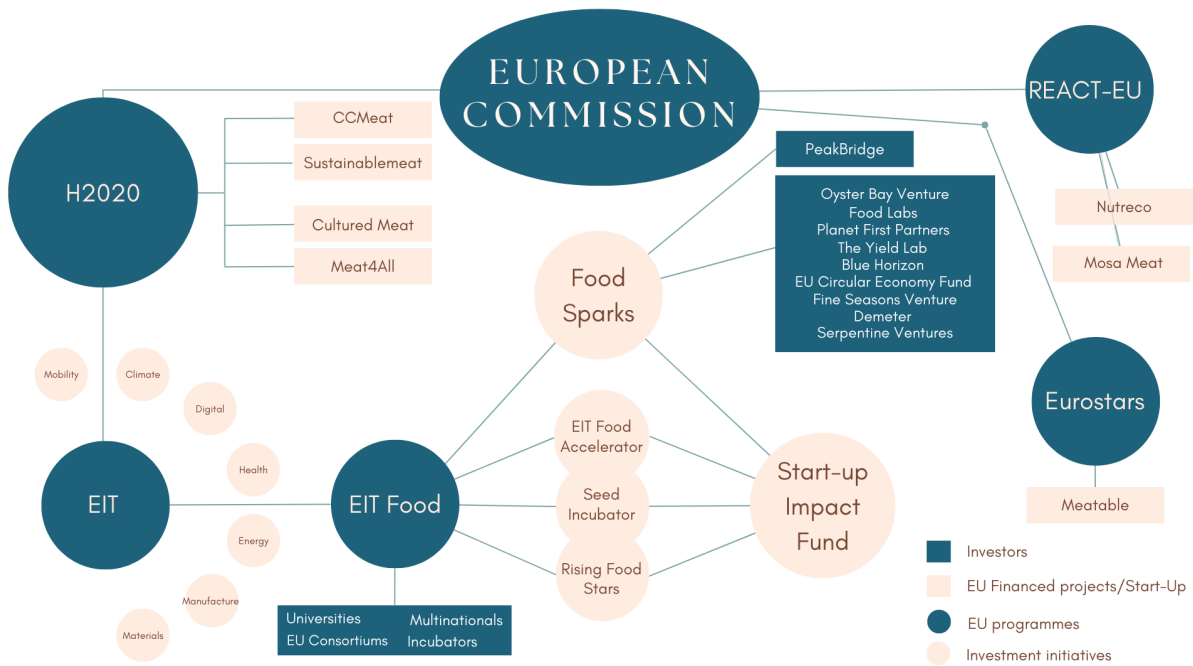 EUROPEAN
COMMISSION
REACT-EU
H2020
CCMeat
Sustainablemeat
Cultured Meat
Meat4All
PeakBridge
Oyster Bay Venture
Food Labs
Planet First Partners
The Yield Lab
Blue Horizon
EU Circular Economy Fund
Fine Seasons Venture
Demeter
Serpentine Ventures
Nutreco
Mosa Meat
Food
Sparks
Mobility
Climate
Digital
Health
Energy
Manufacture
Materials
EIT
EIT Food
EIT Food
Accelerator
Seed
Incubator
Rising Food
Stars
Start-up
Impact
Fund
Eurostars
Meatable
Universities
Multinationals
EU Consortiums
Incubators
Investors
EU Financed projects/Start-Up
EU programmes
Investment initiatives